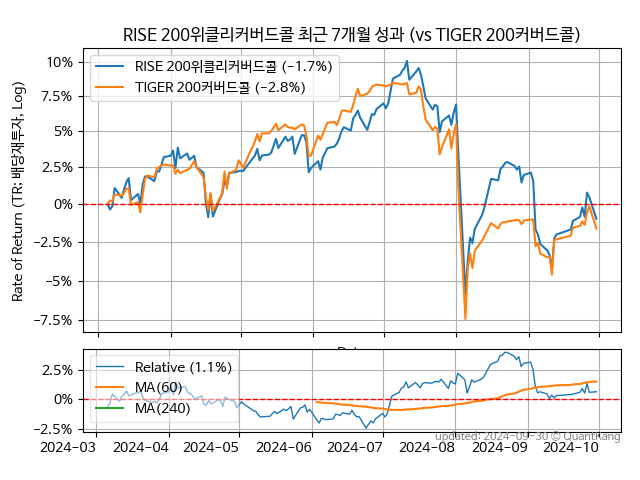 RISE 200위클리커버드콜 최근 7개월 성과 (vs TIGER 200커버드콜)
Rate of Return (TR: 배당재투자, Log)
10%
7.5%
5%
2.5%
0%
−2.5%
−5%
−7.5%
RISE 200위클리커버드콜 (−1.7%)
TIGER 200커버드콜 (−2.8%)
2.5%
0%
−2.5%
Relative (1.1%)
MA(60)
MA(240)
2024−03
2024−04
2024−05
2024−06
2024−07
2024−08
2024−09
2024−10
updated: 2024−09−30 © QuantKang